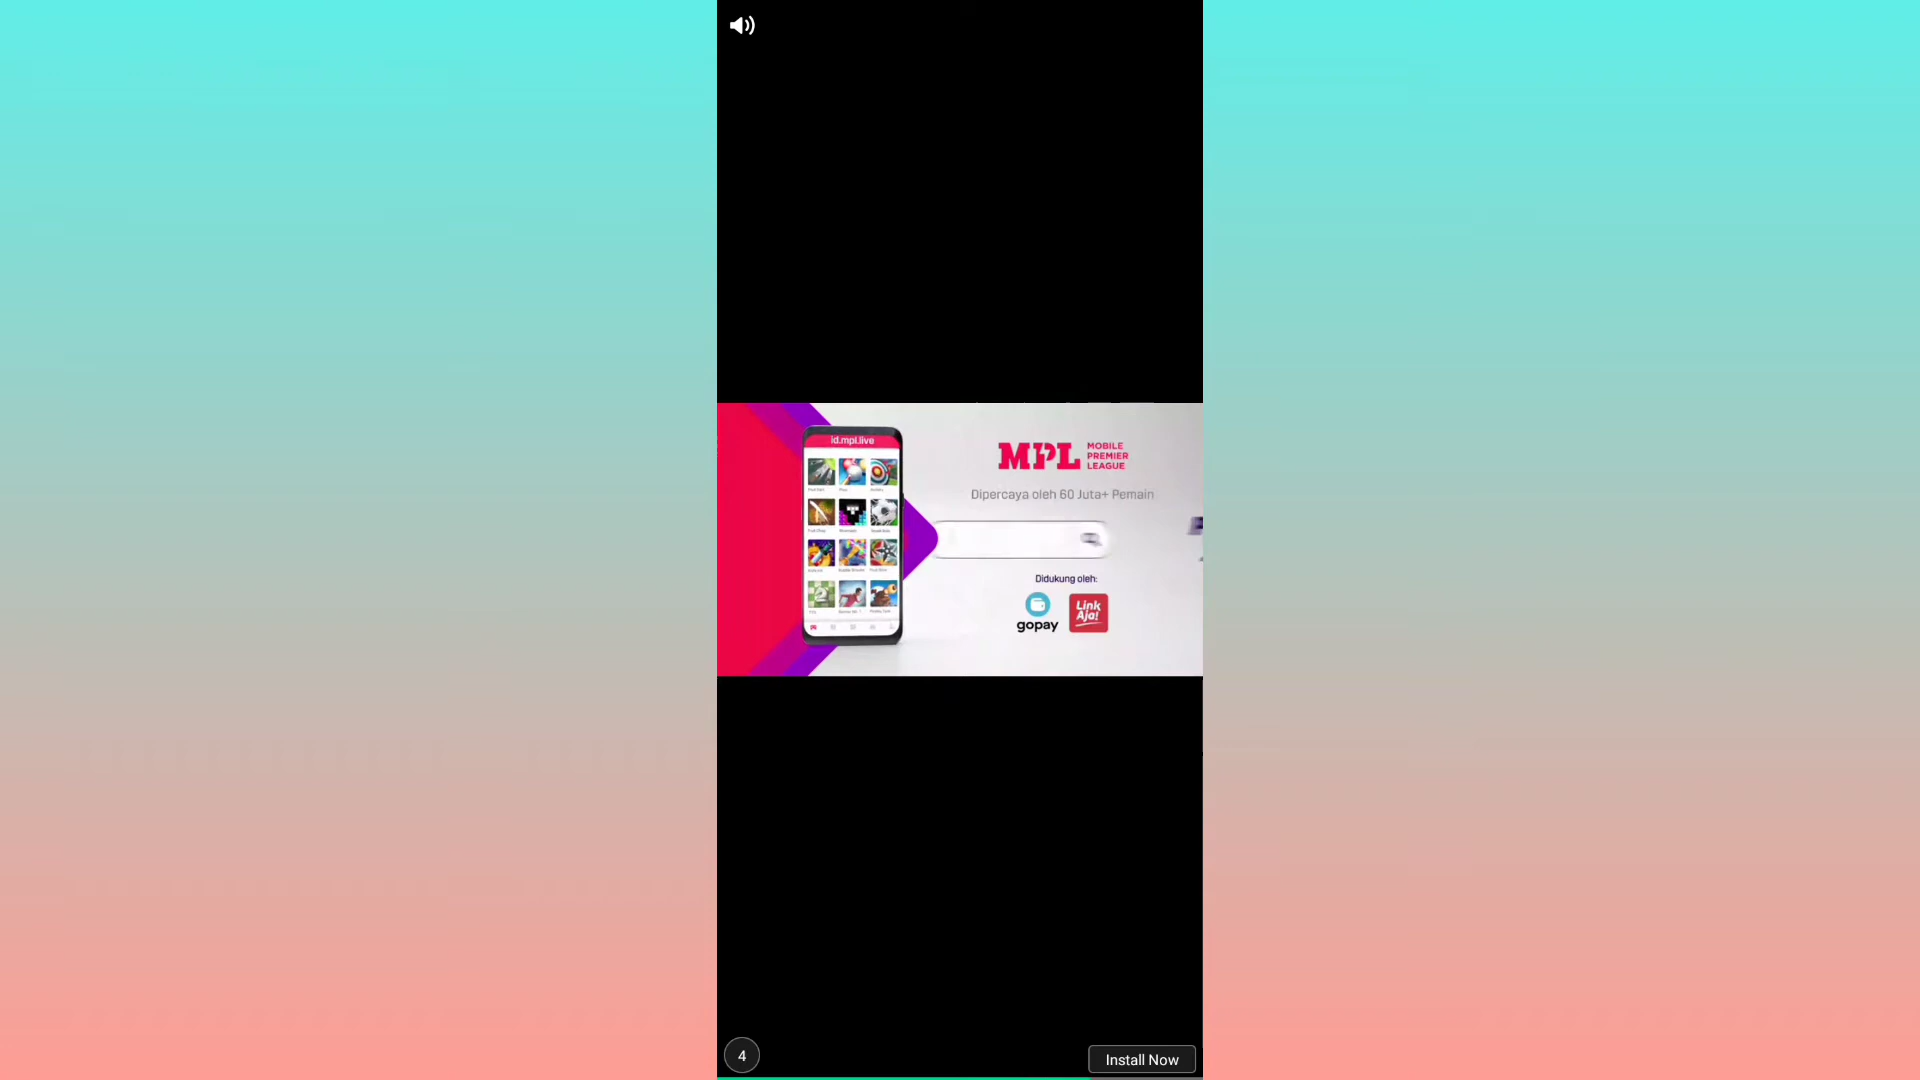 id.mpl.live
MPL MOBILE
PREMIER
LEAGUE
Dipercaya oleh 60 Juta+ Pemain
Didukung oleh:
gopay
Link
Aja!
4
Install Now